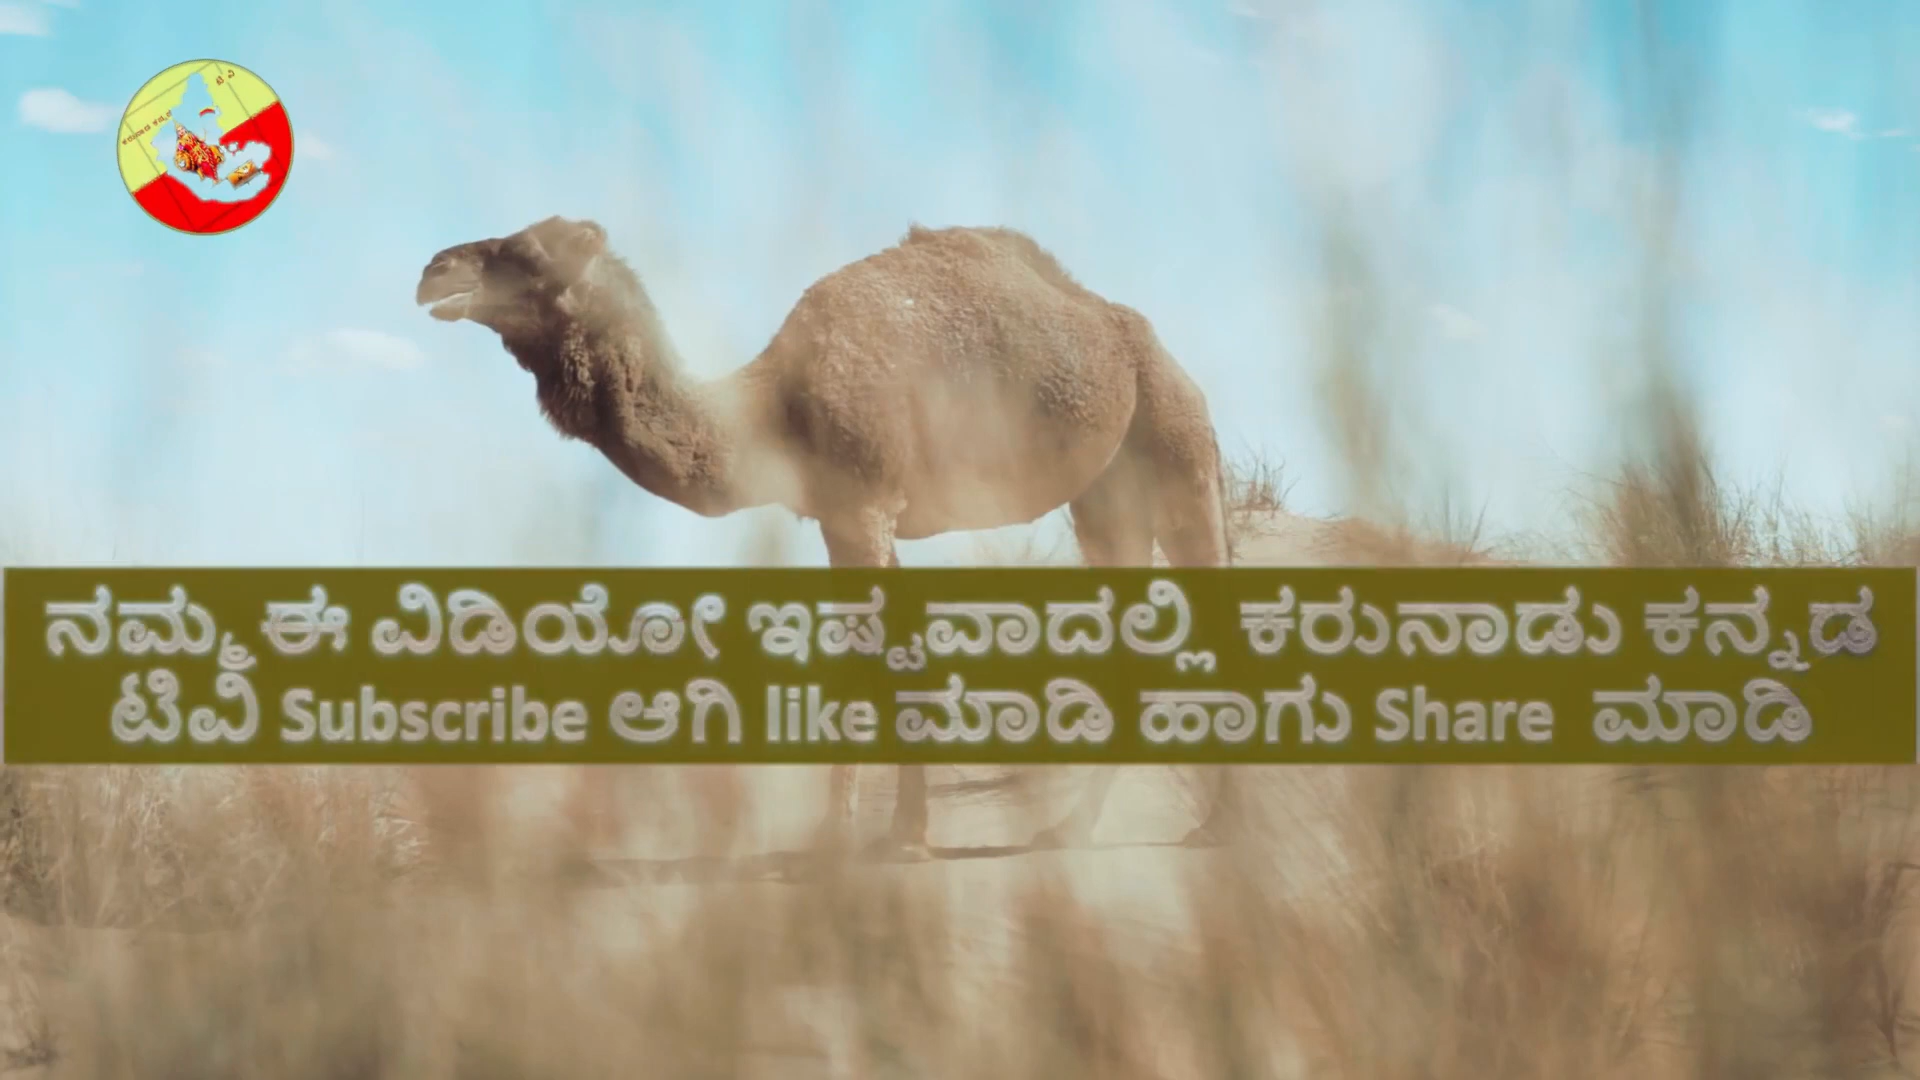 ನಮ್ಮ ಈ ವಿಡಿಯೋ ಇಷ್ಟವಾದಲ್ಲಿ ಕರುನಾಡು ಕನ್ನಡ
ಟಿವಿ Subscribe ಆಗಿ like ಮಾಡಿ ಹಾಗು Share ಮಾಡಿ